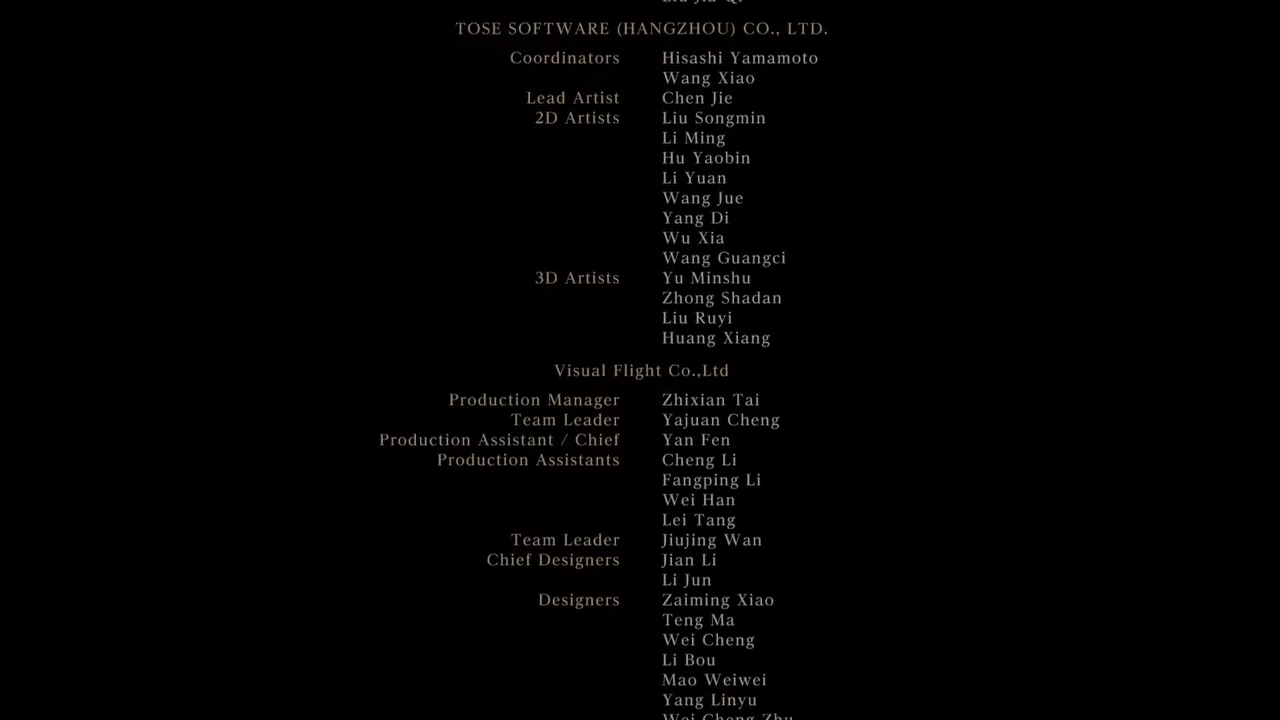 TOSE SOFTWARE (HANGZHOU) CO., LTD.
Coordinators Hisashi Yamamoto
Wang Xiao
Lead Artist Chen Jie
2D Artists Liu Songmin
Li Ming
Hu Yaobin
Li Yuan
Wang Jue
Yang Di
Wu Xia
Wang Guangci
3D Artists Yu Minshu
Zhong Shadan
Liu Ruyi
Huang Xiang
Visual Flight Co.,Ltd
Production Manager Zhixian Tai
Team Leader Yajuan Cheng
Production Assistant / Chief Yan Fen
Production Assistants Cheng Li
Fangping Li
Wei Han
Lei Tang
Team Leader Jiujing Wan
Chief Designers Jian Li
Li Jun
Designers Zaiming Xiao
Teng Ma
Wei Cheng
Li Bou
Mao Weiwei
Yang Linyu
Wei Cheng Zhu